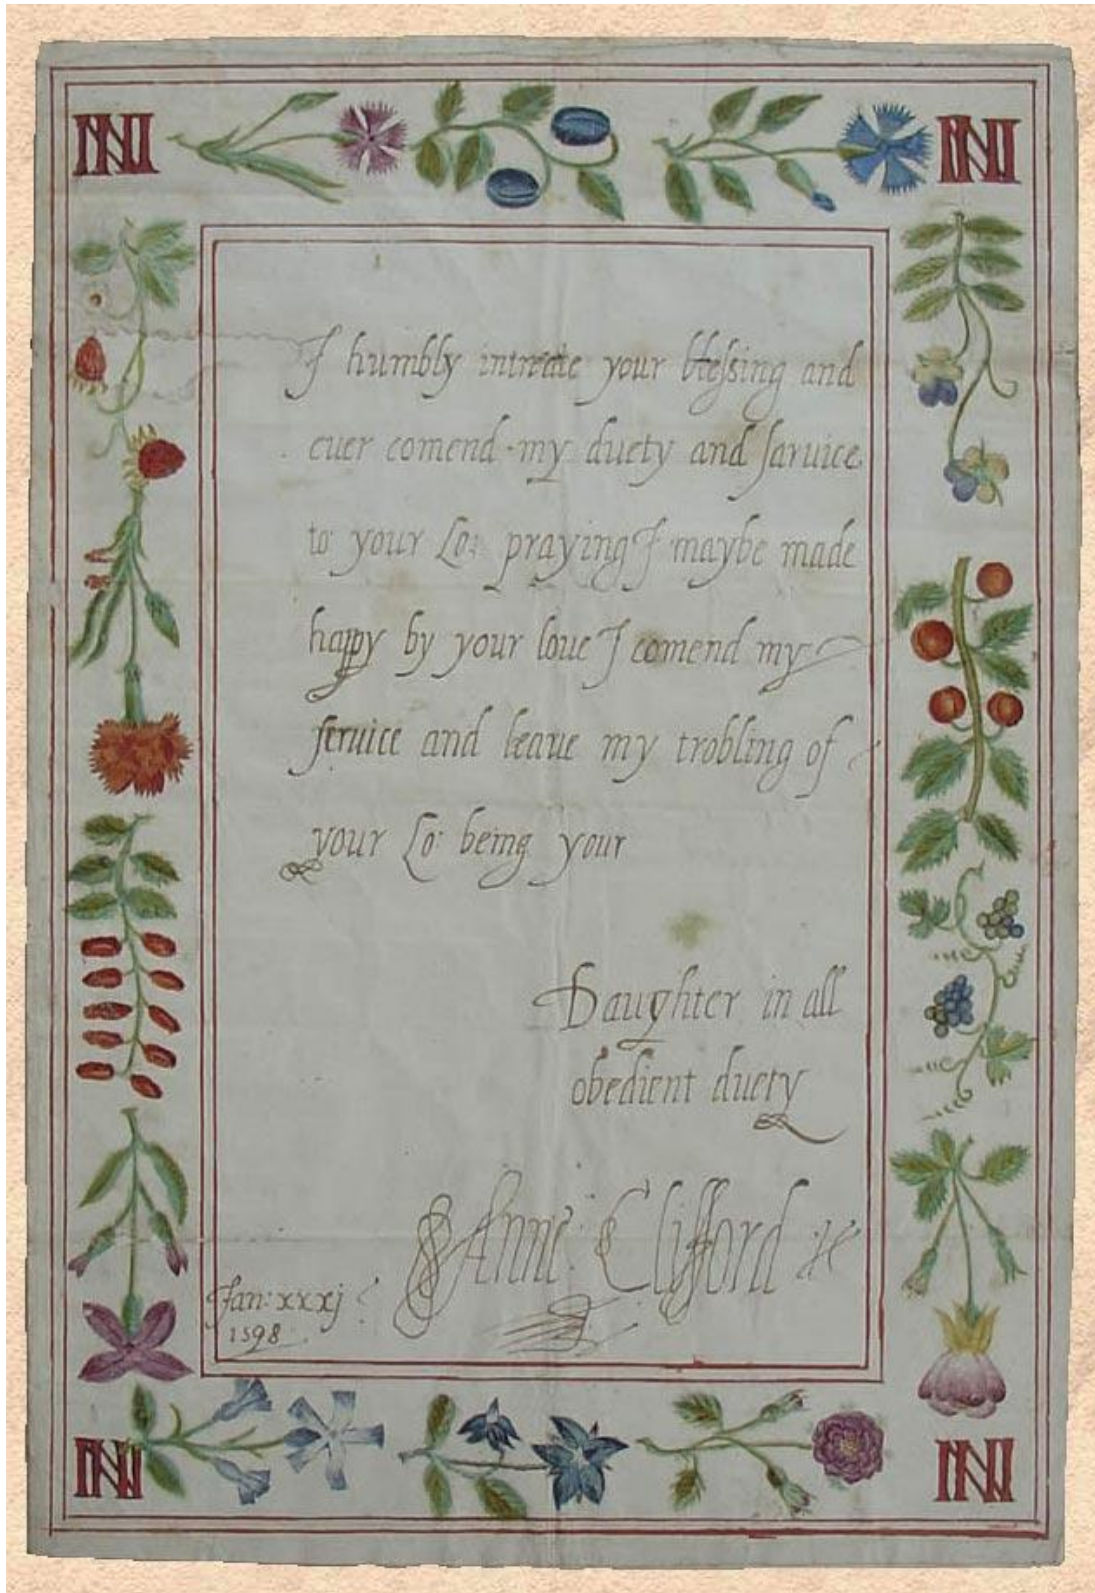 I humbly intreate your blessing and
euer comend my duety and saruice
to your Lo: praying I maybe made
happy by your loue I comend my
seruice and leaue my trobling of
your Lo: being your
Daughter in all
obedient duety
Anne Clifford
Jan: xxxj
1598